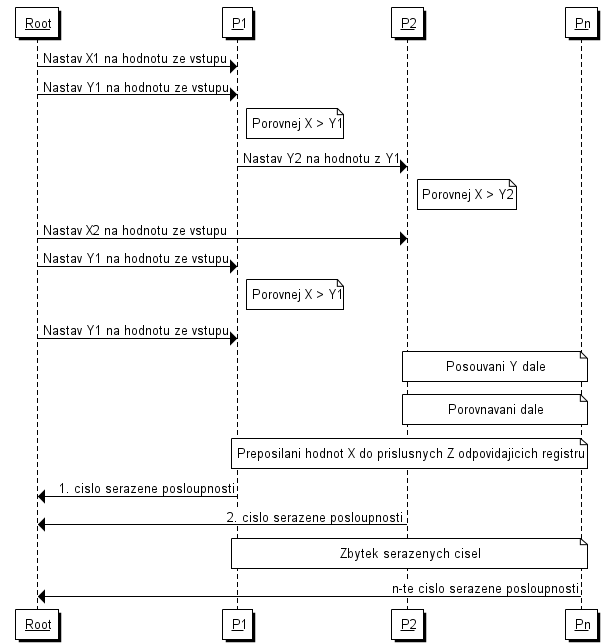 Root P1 P2 Pn
Nastav X1 na hodnotu ze vstupu
Nastav Y1 na hodnotu ze vstupu
Porovnej X > Y1
Nastav Y2 na hodnotu z Y1
Porovnej X > Y2
Nastav X2 na hodnotu ze vstupu
Nastav Y1 na hodnotu ze vstupu
Porovnej X > Y1
Nastav Y1 na hodnotu ze vstupu
Posouvani Y dale
Porovnavani dale
Preposilani hodnot X do prislusnych Z odpovidajicich registru
1. cislo serazene posloupnosti
2. cislo serazene posloupnosti
Zbytek serazenych cisel
n-te cislo serazene posloupnosti
Root P1 P2 Pn